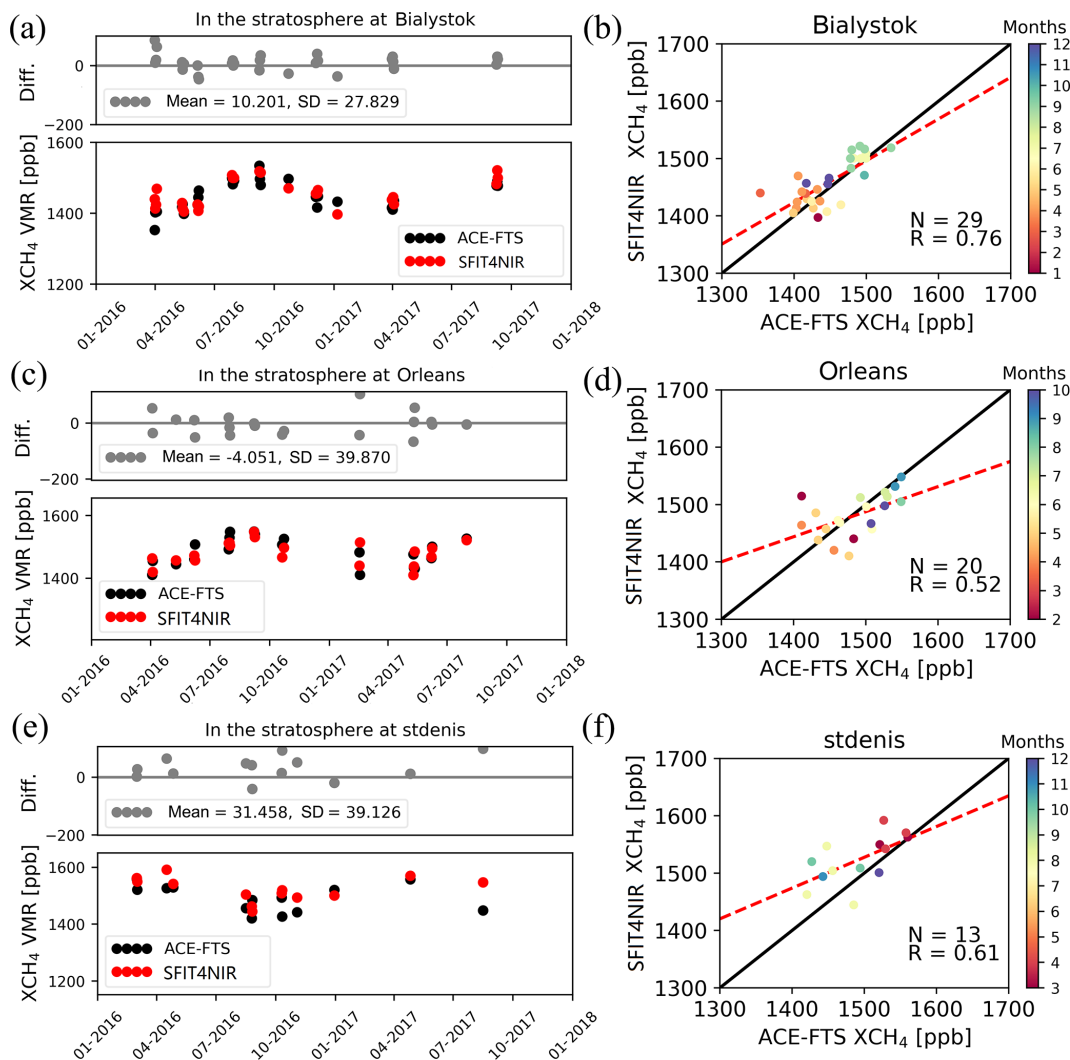 (a)
In the stratosphere at Bialystok
Diff.
0
−200
Mean = 10.201, SD = 27.829
XCH₄ VMR [ppb]
1600
1400
1200
ACE-FTS
SFIT4NIR
01-2016
04-2016
07-2016
10-2016
01-2017
04-2017
07-2017
10-2017
01-2018
(b)
Bialystok
Months
SFIT4NIR XCH₄ [ppb]
1700
1600
1500
1400
1300
N = 29
R = 0.76
1300 1400 1500 1600 1700
ACE-FTS XCH₄ [ppb]
12
11
10
9
8
7
6
5
4
3
2
1
(c)
In the stratosphere at Orleans
Diff.
0
−200
Mean = -4.051, SD = 39.870
XCH₄ VMR [ppb]
1600
1400
ACE-FTS
SFIT4NIR
01-2016
04-2016
07-2016
10-2016
01-2017
04-2017
07-2017
10-2017
01-2018
(d)
Orleans
Months
SFIT4NIR XCH₄ [ppb]
1700
1600
1500
1400
1300
N = 20
R = 0.52
1300 1400 1500 1600 1700
ACE-FTS XCH₄ [ppb]
10
9
8
7
6
5
4
3
2
(e)
In the stratosphere at stdenis
Diff.
0
−200
Mean = 31.458, SD = 39.126
XCH₄ VMR [ppb]
1600
1400
1200
ACE-FTS
SFIT4NIR
01-2016
04-2016
07-2016
10-2016
01-2017
04-2017
07-2017
10-2017
01-2018
(f)
stdenis
Months
SFIT4NIR XCH₄ [ppb]
1700
1600
1500
1400
1300
N = 13
R = 0.61
1300 1400 1500 1600 1700
ACE-FTS XCH₄ [ppb]
12
11
10
9
8
7
6
5
4
3